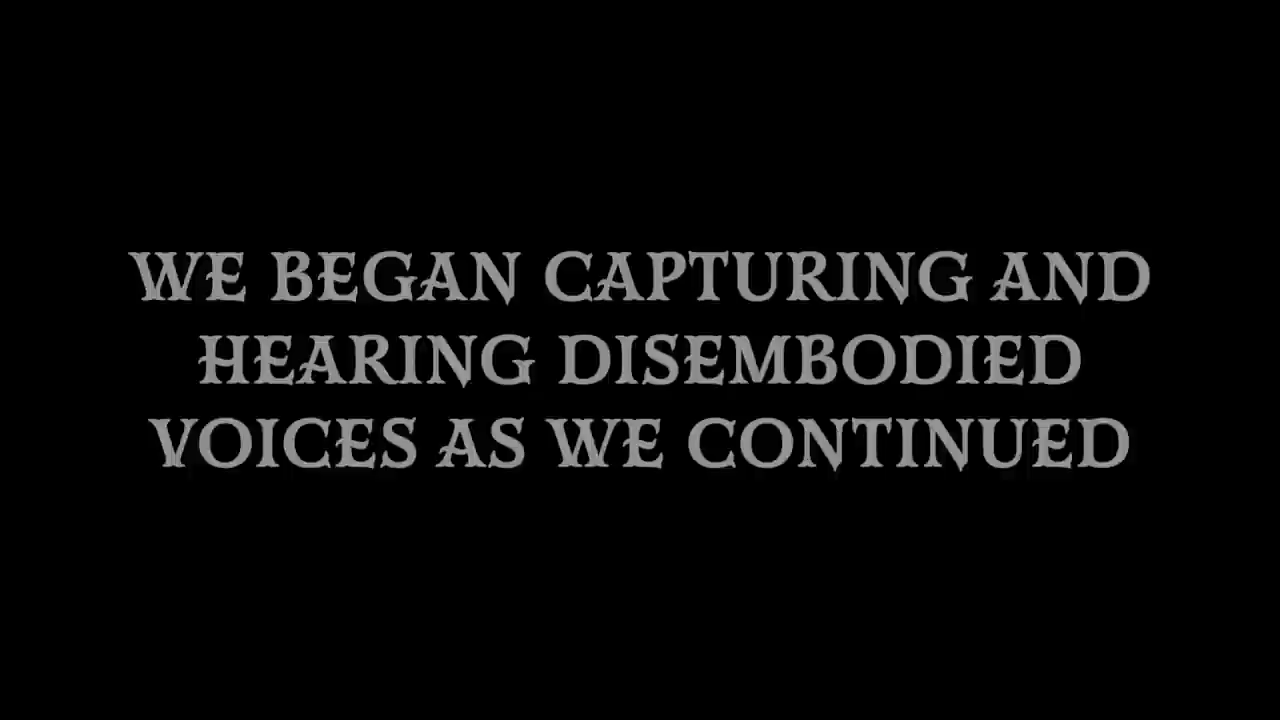 WE BEGAN CAPTURING AND
HEARING DISEMBODIED
VOICES AS WE CONTINUED